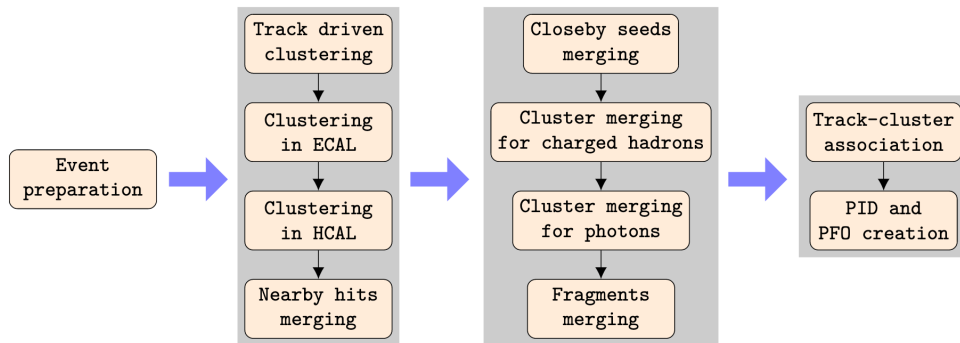 Event
preparation
Track driven
clustering
Clustering
in ECAL
Clustering
in HCAL
Nearby hits
merging
Closeby seeds
merging
Cluster merging
for charged hadrons
Cluster merging
for photons
Fragments
merging
Track-cluster
association
PID and
PFO creation